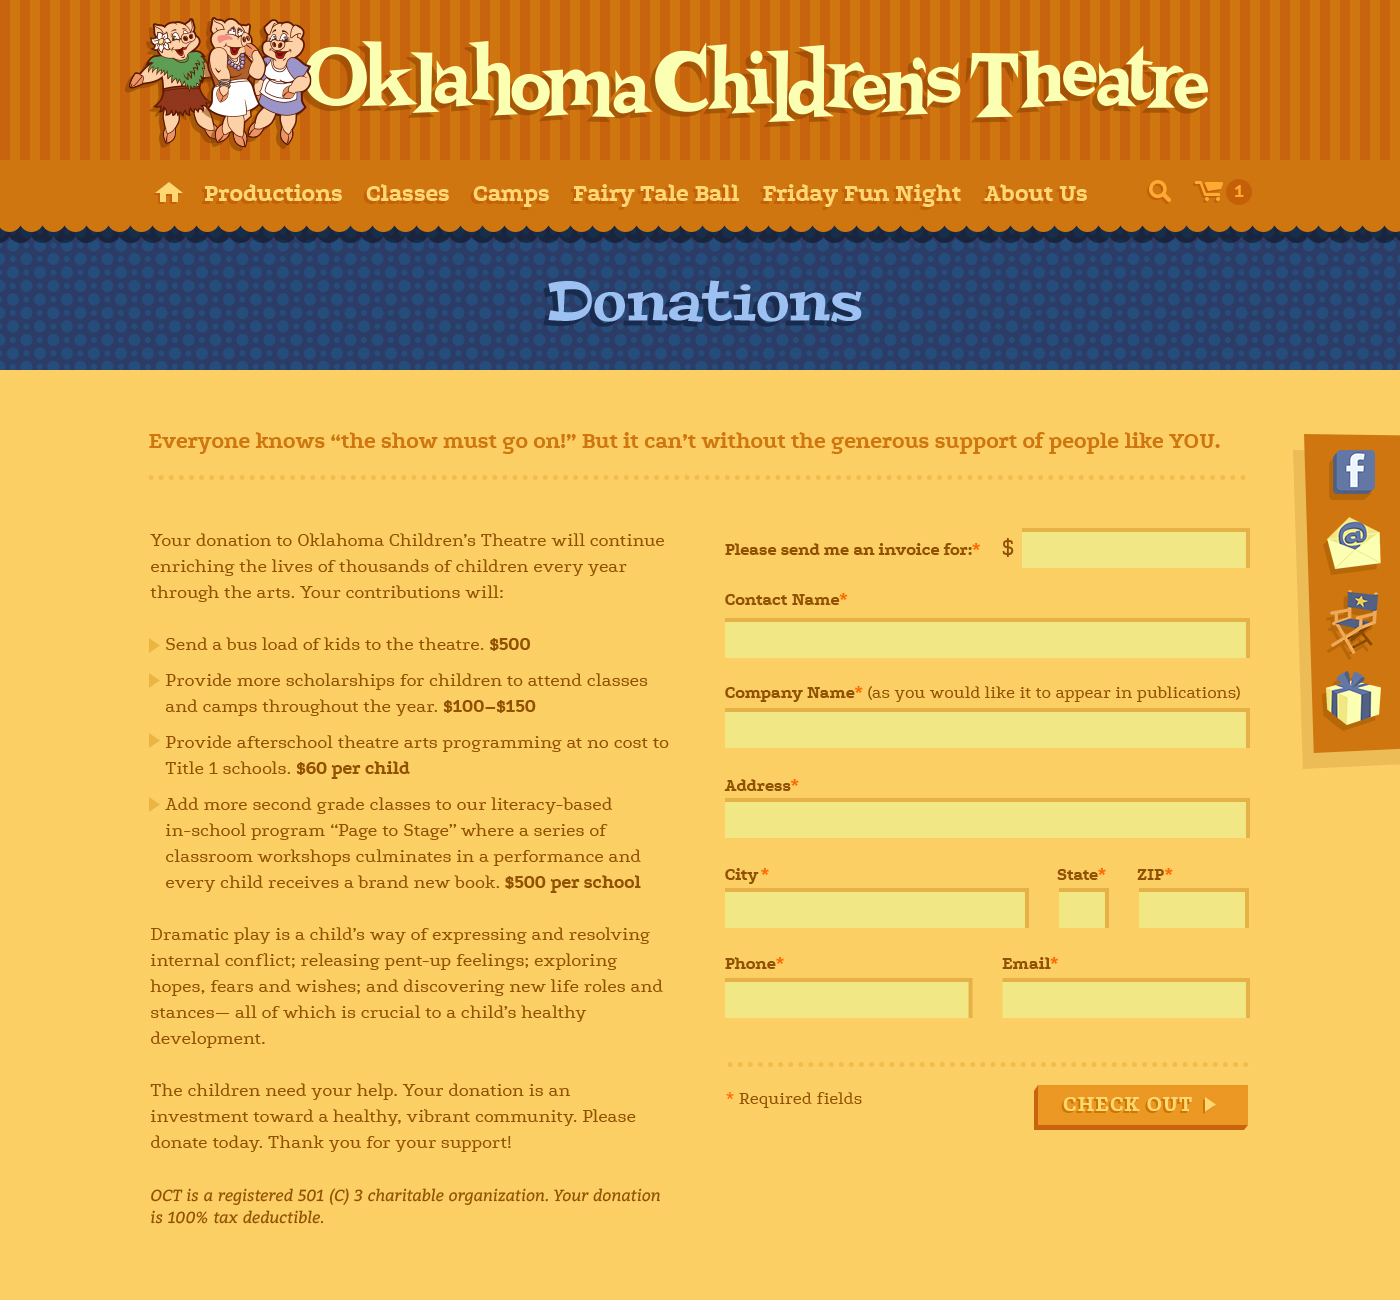 Oklahoma Children's Theatre
Productions Classes Camps Fairy Tale Ball Friday Fun Night About Us 1
Donations
Everyone knows “the show must go on!” But it can’t without the generous support of people like YOU.
f
@
Your donation to Oklahoma Children’s Theatre will continue
enriching the lives of thousands of children every year
through the arts. Your contributions will:
Send a bus load of kids to the theatre. $500
Provide more scholarships for children to attend classes
and camps throughout the year. $100–$150
Provide afterschool theatre arts programming at no cost to
Title 1 schools. $60 per child
Add more second grade classes to our literacy-based
in-school program “Page to Stage” where a series of
classroom workshops culminates in a performance and
every child receives a brand new book. $500 per school
Dramatic play is a child’s way of expressing and resolving
internal conflict; releasing pent-up feelings; exploring
hopes, fears and wishes; and discovering new life roles and
stances— all of which is crucial to a child’s healthy
development.
The children need your help. Your donation is an
investment toward a healthy, vibrant community. Please
donate today. Thank you for your support!
OCT is a registered 501 (C) 3 charitable organization. Your donation
is 100% tax deductible.
Please send me an invoice for:* $
Contact Name*
Company Name* (as you would like it to appear in publications)
Address*
City* State* ZIP*
Phone* Email*
* Required fields
CHECK OUT